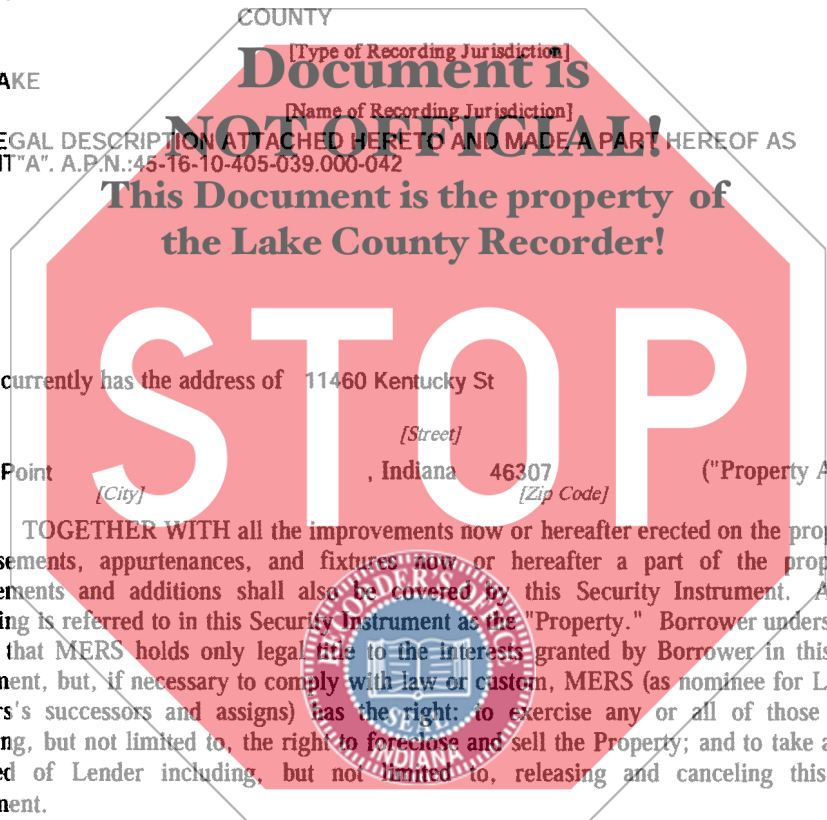 COUNTY
[Type of Recording Jurisdiction]
Document is
AKE
[Name of Recording Jurisdiction]
NOT OFFICIAL!
EGAL DESCRIPTION ATTACHED HERETO AND MADE A PART HEREOF AS
IT"A". A.P.N.:45-16-10-405-039.000-042
This Document is the property of
the Lake County Recorder!
STOP
currently has the address of 11460 Kentucky St
[Street]
Point , Indiana 46307 ("Property A
[City] [Zip Code]
TOGETHER WITH all the improvements now or hereafter erected on the prop
sements, appurtenances, and fixtures now or hereafter a part of the prop
ements and additions shall also be covered by this Security Instrument. A
ing is referred to in this Security Instrument as the "Property." Borrower unders
that MERS holds only legal title to the interests granted by Borrower in this
ment, but, if necessary to comply with law or custom, MERS (as nominee for L
rs's successors and assigns) has the right: to exercise any or all of those
ng, but not limited to, the right to foreclose and sell the Property; and to take a
ed of Lender including, but not limited to, releasing and canceling this
ment.
RECORDER'S OFFICE
SEAL
INDIANA